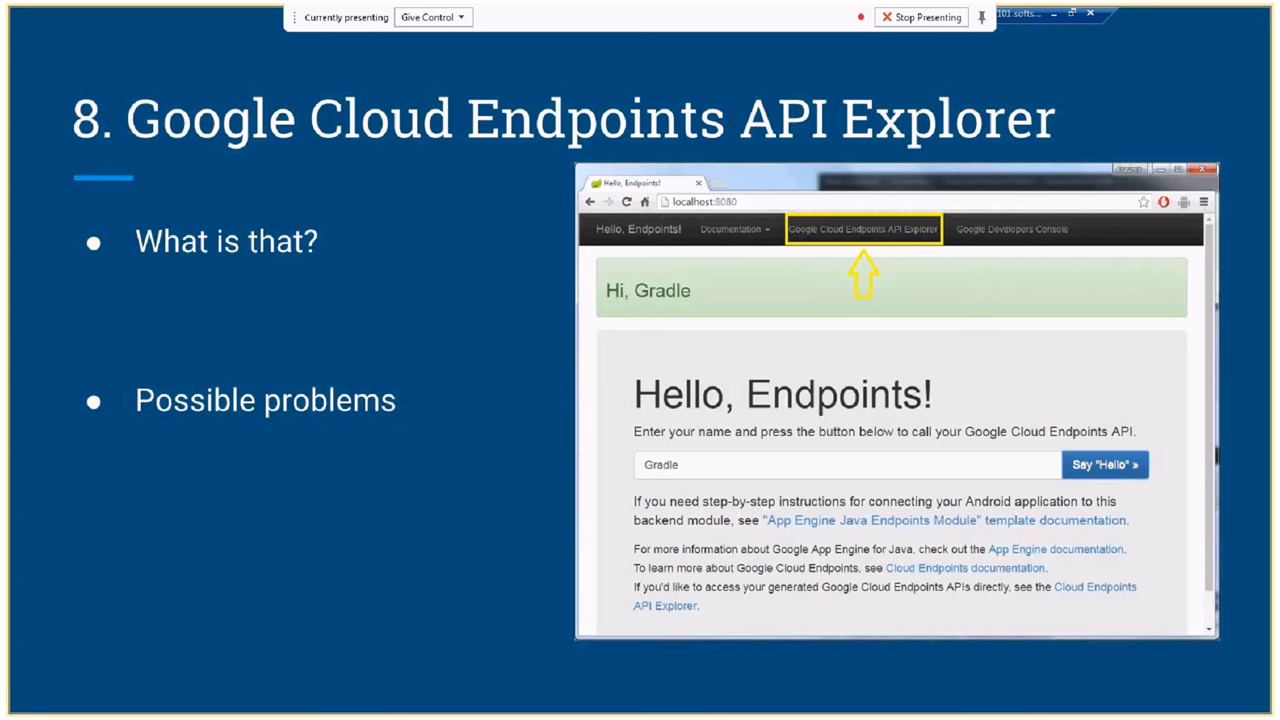 Currently presenting
Give Control
Stop Presenting
101.softs...
8. Google Cloud Endpoints API Explorer
What is that?
Possible problems
Hello, Endpoints!
localhost:8080
Hello, Endpoints! Documentation Google Cloud Endpoints API Explorer Google Developers Console
Hi, Gradle
Hello, Endpoints!
Enter your name and press the button below to call your Google Cloud Endpoints API.
Gradle
Say "Hello" »
If you need step-by-step instructions for connecting your Android application to this
backend module, see "App Engine Java Endpoints Module" template documentation.
For more information about Google App Engine for Java, check out the App Engine documentation.
To learn more about Google Cloud Endpoints, see Cloud Endpoints documentation.
If you'd like to access your generated Google Cloud Endpoints APIs directly, see the Cloud Endpoints
API Explorer.